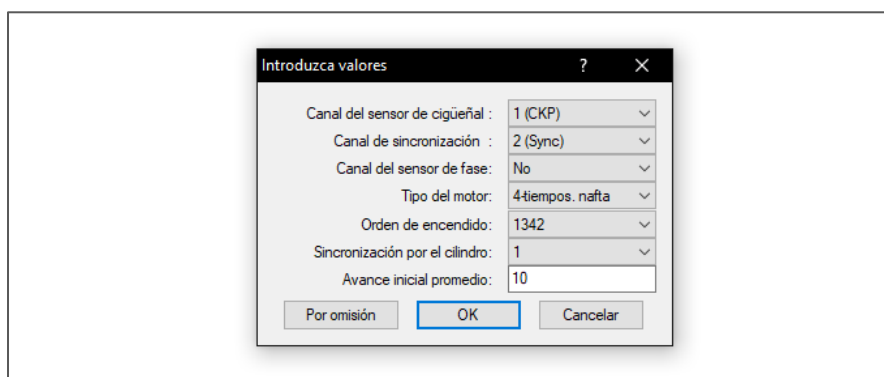 Introduzca valores ? ×
Canal del sensor de cigüeñal : 1 (CKP)
Canal de sincronización : 2 (Sync)
Canal del sensor de fase: No
Tipo del motor: 4-tiempos. nafta
Orden de encendido: 1342
Sincronización por el cilindro: 1
Avance inicial promedio: 10
Por omisión OK Cancelar